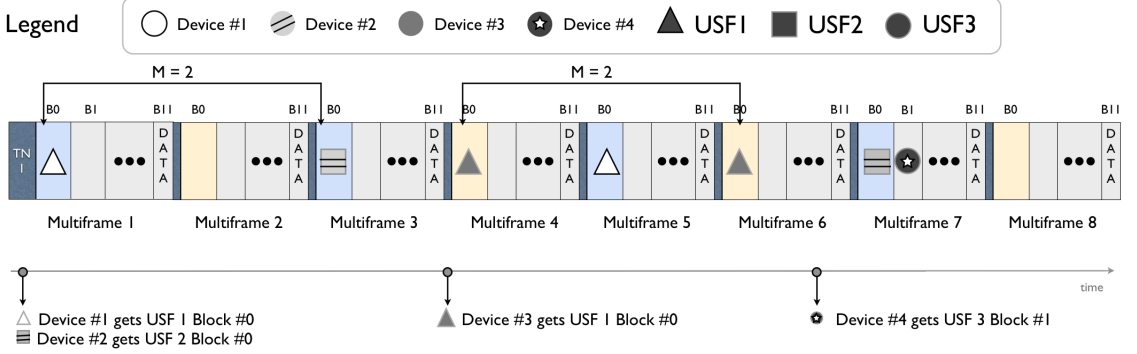 Legend
Device #1 Device #2 Device #3 Device #4 USF1 USF2 USF3
M = 2 M = 2
B0 B1 B11 B0 B11 B0 B11 B0 B11 B0 B11 B0 B11 B0 B1 B11 B0 B11
TN
1
DATA DATA DATA DATA DATA DATA DATA DATA
Multiframe 1 Multiframe 2 Multiframe 3 Multiframe 4 Multiframe 5 Multiframe 6 Multiframe 7 Multiframe 8
time
Device #1 gets USF 1 Block #0 Device #3 gets USF 1 Block #0 Device #4 gets USF 3 Block #1
Device #2 gets USF 2 Block #0